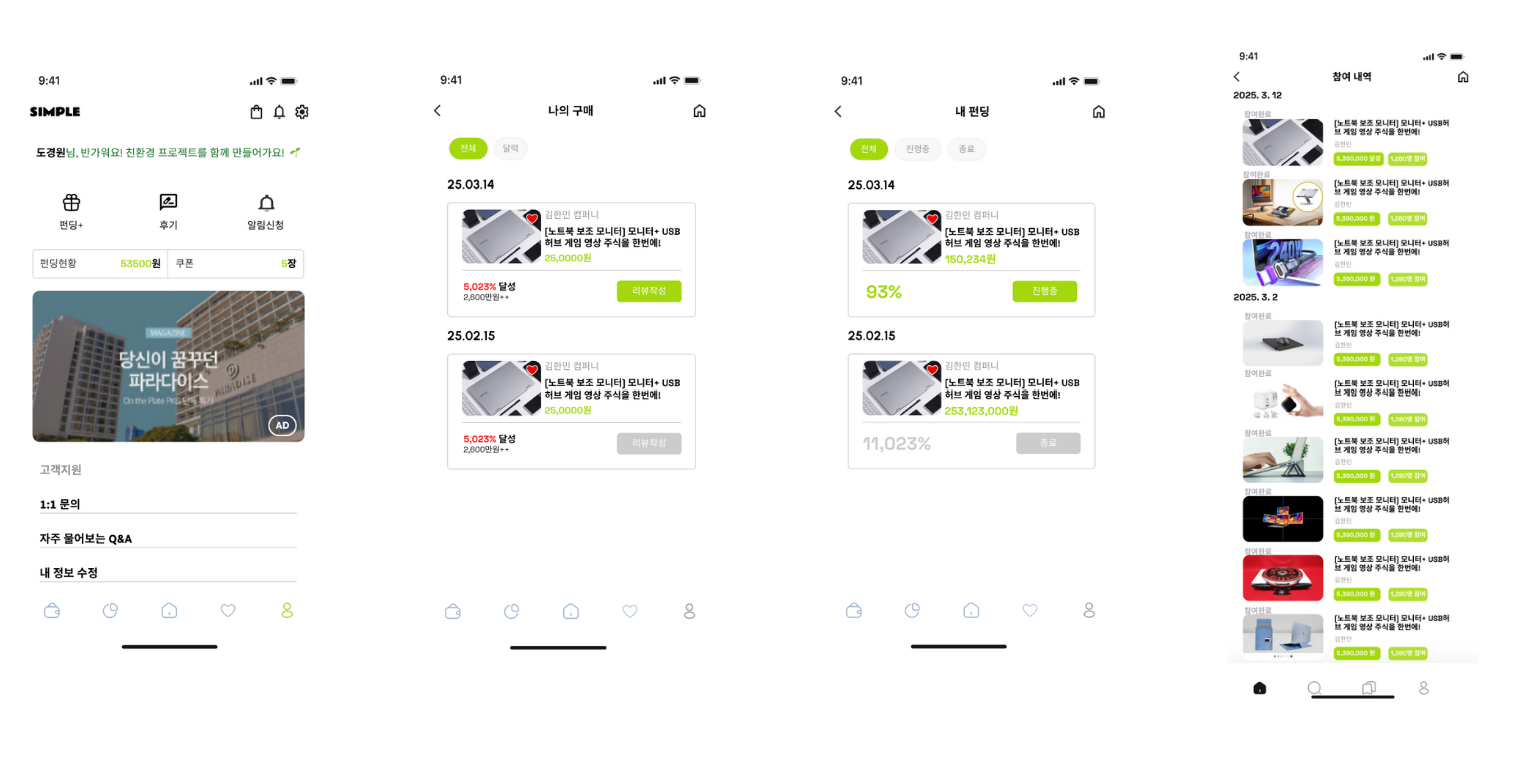 9:41
SIMPLE
도경원님, 반가워요! 친환경 프로젝트를 함께 만들어가요!
펀딩+
후기
알림신청
펀딩현황 53500원
쿠폰 5장
MAGAZINE
당신이 꿈꾸던
파라다이스
PARADISE
AD
고객지원
1:1 문의
자주 물어보는 Q&A
내 정보 수정
9:41
나의 구매
전체 달력
25.03.14
김한민 컴퍼니
[노트북 보조 모니터] 모니터+ USB
허브 게임 영상 주식을 한번에!
25,0000원
5,023% 달성
2,600만원++
리뷰작성
25.02.15
김한민 컴퍼니
[노트북 보조 모니터] 모니터+ USB
허브 게임 영상 주식을 한번에!
25,0000원
5,023% 달성
2,600만원++
리뷰작성
9:41
내 펀딩
전체 진행중 종료
25.03.14
김한민 컴퍼니
[노트북 보조 모니터] 모니터+ USB
허브 게임 영상 주식을 한번에!
150,234원
93%
진행중
25.02.15
김한민 컴퍼니
[노트북 보조 모니터] 모니터+ USB
허브 게임 영상 주식을 한번에!
253,123,000원
11,023%
종료
9:41
참여 내역
2025. 3. 12
참여완료
[노트북 보조 모니터] 모니터+ USB허
브 게임 영상 주식을 한번에!
김한민
5,390,000 달성 1,260명 참여
참여완료
[노트북 보조 모니터] 모니터+ USB허
브 게임 영상 주식을 한번에!
김한민
5,390,000 원 1,260명 참여
참여완료
240W
[노트북 보조 모니터] 모니터+ USB허
브 게임 영상 주식을 한번에!
김한민
5,390,000 원 1,260명 참여
2025. 3. 2
참여완료
[노트북 보조 모니터] 모니터+ USB허
브 게임 영상 주식을 한번에!
김한민
5,390,000 원 1,260명 참여
참여완료
[노트북 보조 모니터] 모니터+ USB허
브 게임 영상 주식을 한번에!
김한민
5,390,000 원 1,260명 참여
참여완료
[노트북 보조 모니터] 모니터+ USB허
브 게임 영상 주식을 한번에!
김한민
5,390,000 원 1,260명 참여
참여완료
[노트북 보조 모니터] 모니터+ USB허
브 게임 영상 주식을 한번에!
김한민
5,390,000 원 1,260명 참여
참여완료
[노트북 보조 모니터] 모니터+ USB허
브 게임 영상 주식을 한번에!
김한민
5,390,000 원 1,260명 참여
참여완료
[노트북 보조 모니터] 모니터+ USB허
브 게임 영상 주식을 한번에!
김한민
5,390,000 원 1,260명 참여